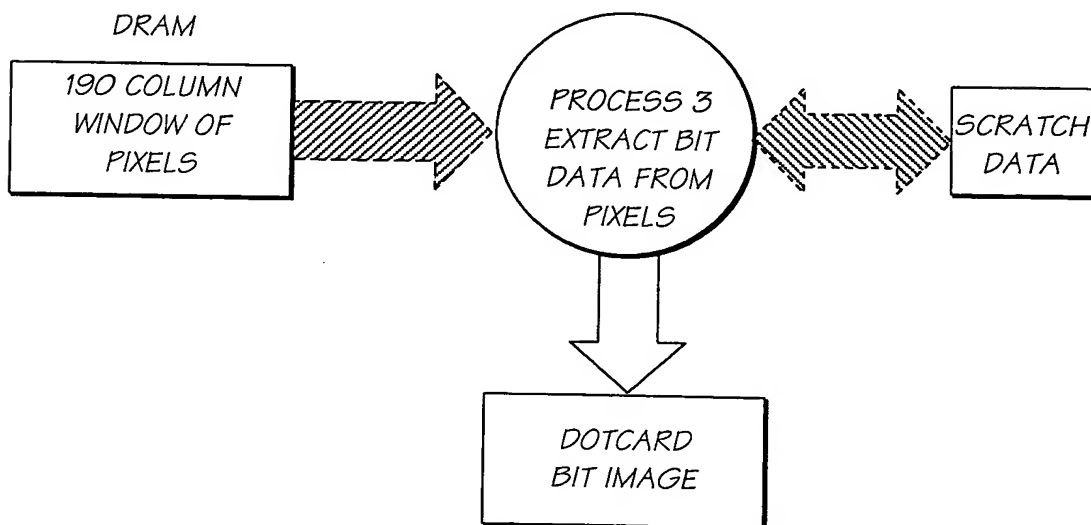 DRAM
190 COLUMN
WINDOW OF
PIXELS
PROCESS 3
EXTRACT BIT
DATA FROM
PIXELS
SCRATCH
DATA
DOTCARD
BIT IMAGE